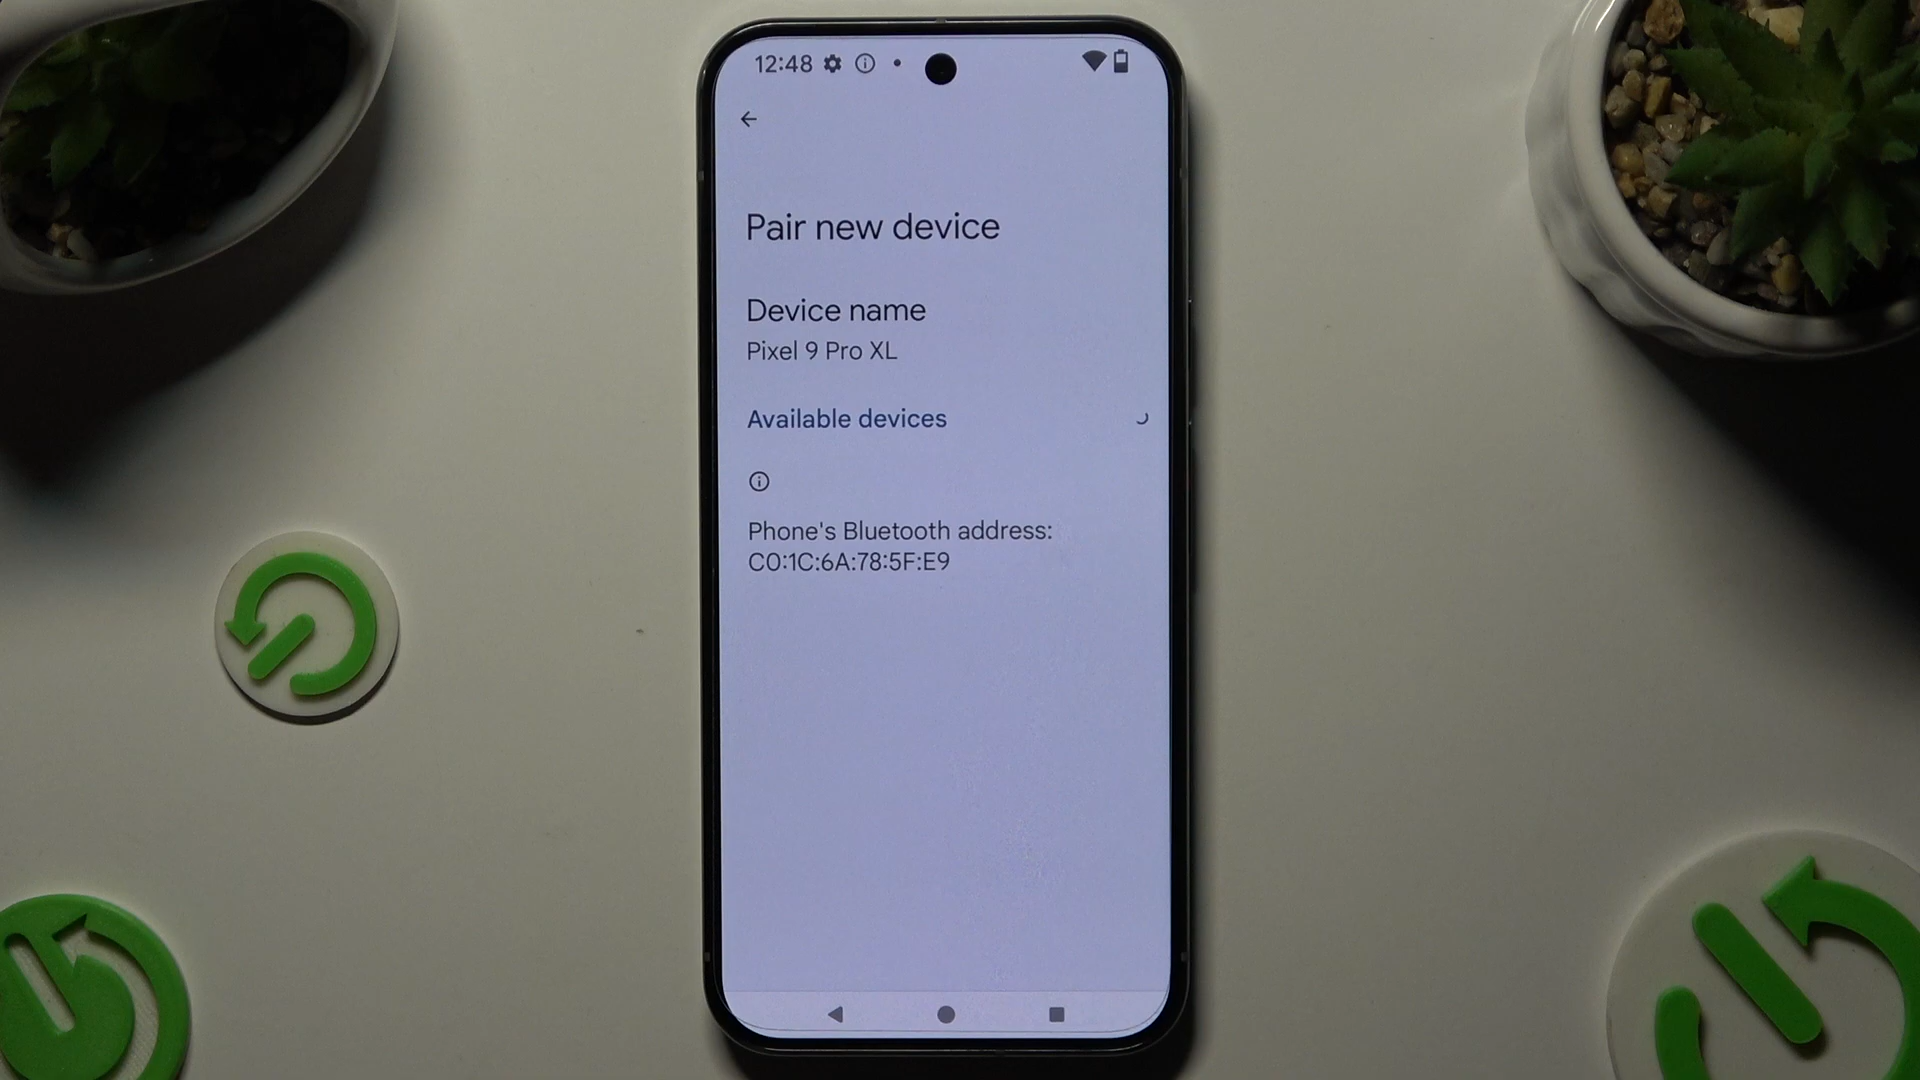 12:48
Pair new device
Device name
Pixel 9 Pro XL
Available devices
Phone's Bluetooth address:
C0:1C:6A:78:5F:E9